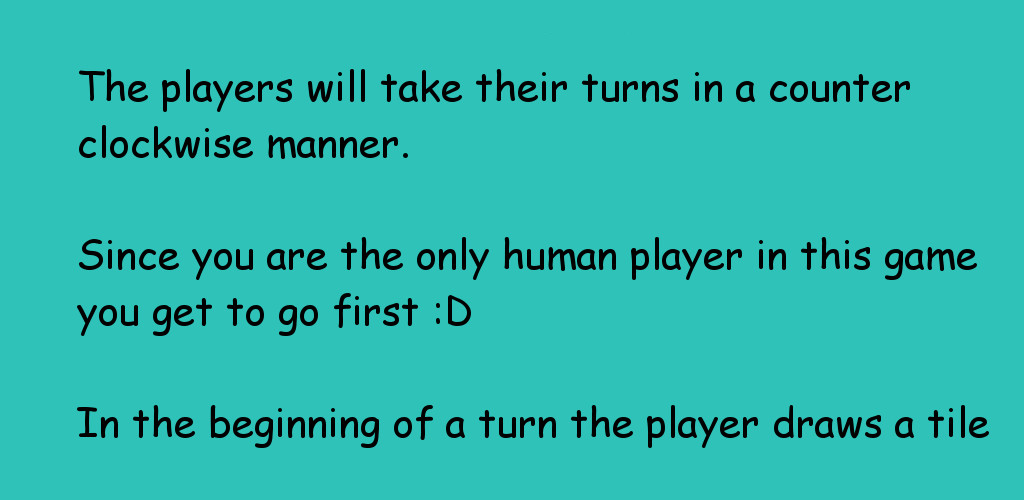 The players will take their turns in a counter
clockwise manner.
Since you are the only human player in this game
you get to go first :D
In the beginning of a turn the player draws a tile